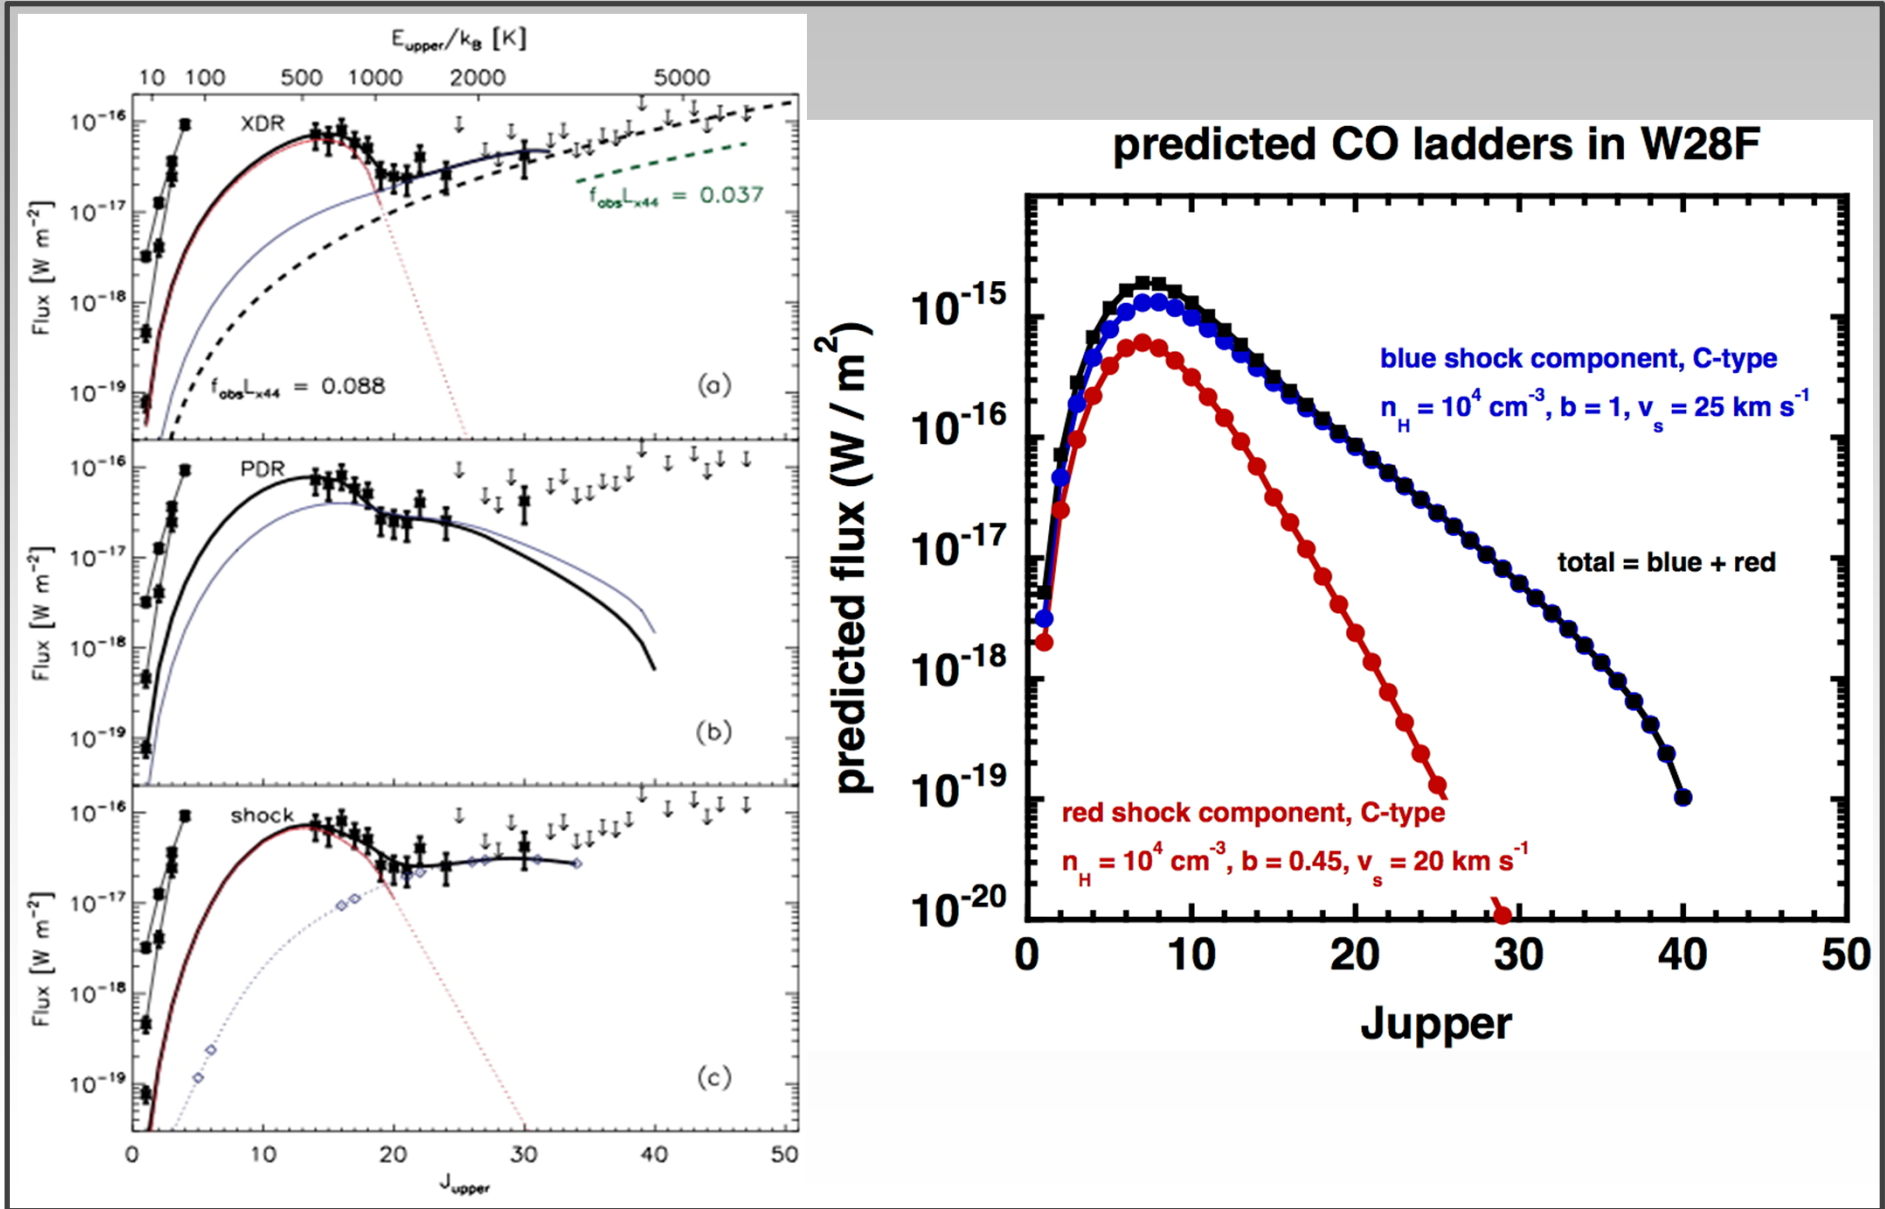 E_upper/k_B [K]
10 100 500 1000 2000 5000
XDR
10^-16
10^-17
10^-18
10^-19
Flux [W m^-2]
f_obs L_x44 = 0.037
f_obs L_x44 = 0.088
(a)
PDR
10^-16
10^-17
10^-18
10^-19
Flux [W m^-2]
(b)
shock
10^-16
10^-17
10^-18
10^-19
Flux [W m^-2]
(c)
0 10 20 30 40 50
J_upper
predicted CO ladders in W28F
predicted flux (W / m^2)
10^-15
10^-16
10^-17
10^-18
10^-19
10^-20
blue shock component, C-type
n_H = 10^4 cm^-3, b = 1, v_s = 25 km s^-1
total = blue + red
red shock component, C-type
n_H = 10^4 cm^-3, b = 0.45, v_s = 20 km s^-1
0 10 20 30 40 50
Jupper